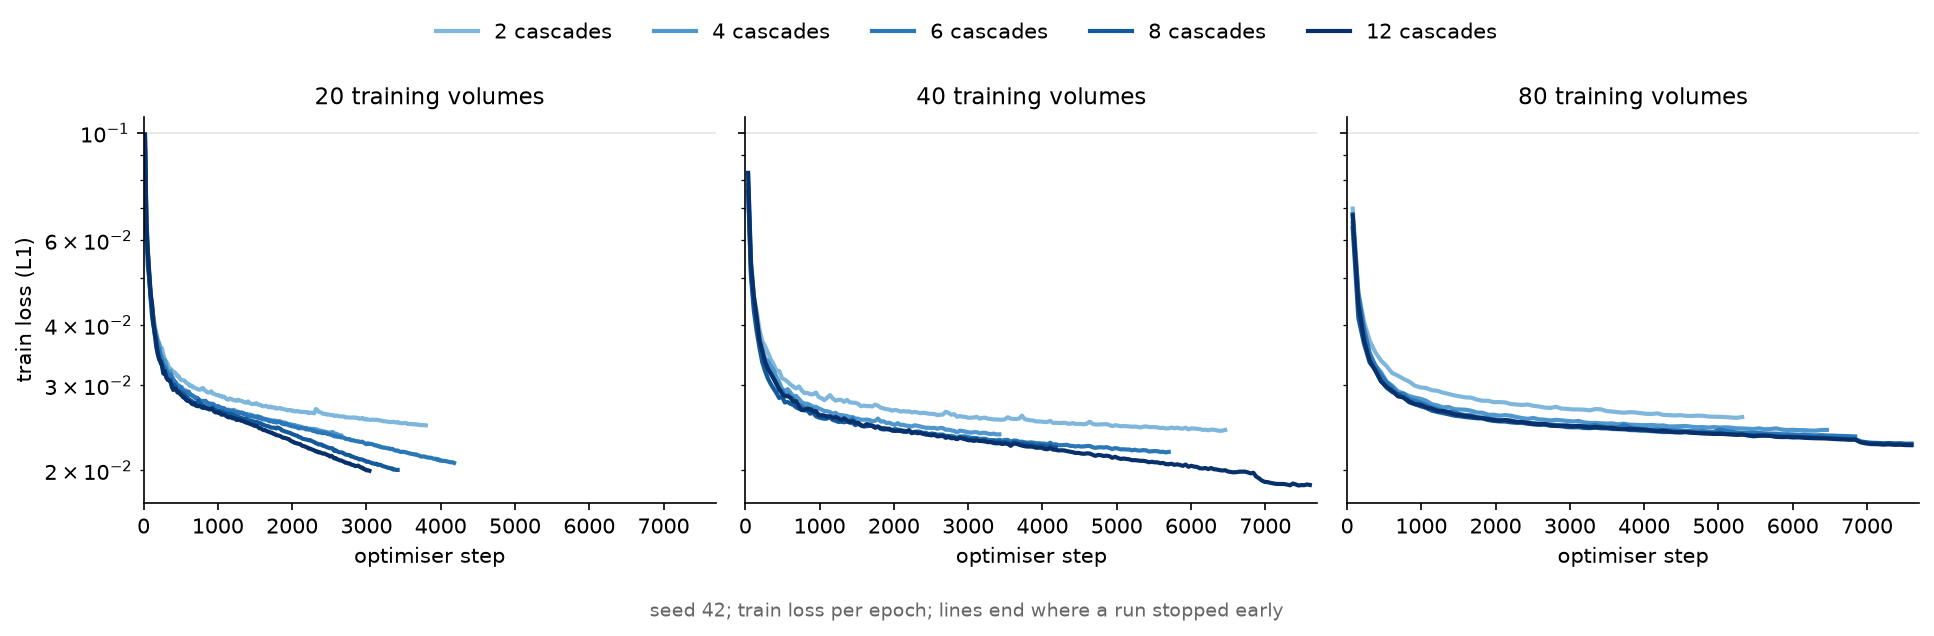 2 cascades 4 cascades 6 cascades 8 cascades 12 cascades
20 training volumes 40 training volumes 80 training volumes
train loss (L1)
10⁻¹
6 × 10⁻²
4 × 10⁻²
3 × 10⁻²
2 × 10⁻²
0 1000 2000 3000 4000 5000 6000 7000 0 1000 2000 3000 4000 5000 6000 7000 0 1000 2000 3000 4000 5000 6000 7000
optimiser step optimiser step optimiser step
seed 42; train loss per epoch; lines end where a run stopped early